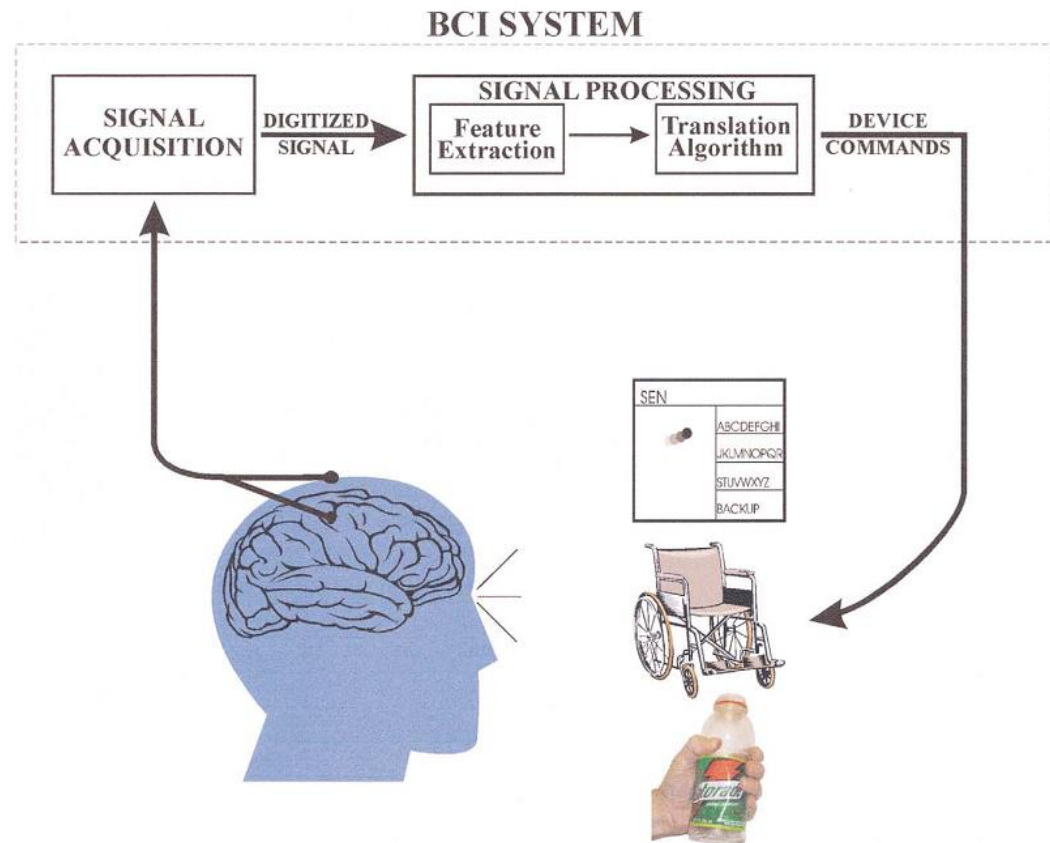 BCI SYSTEM
SIGNAL
ACQUISITION
DIGITIZED
SIGNAL
SIGNAL PROCESSING
Feature
Extraction
Translation
Algorithm
DEVICE
COMMANDS
SEN
ABCDEFGHI
JKLMNOPQR
STUVWXYZ
BACKUP
torad